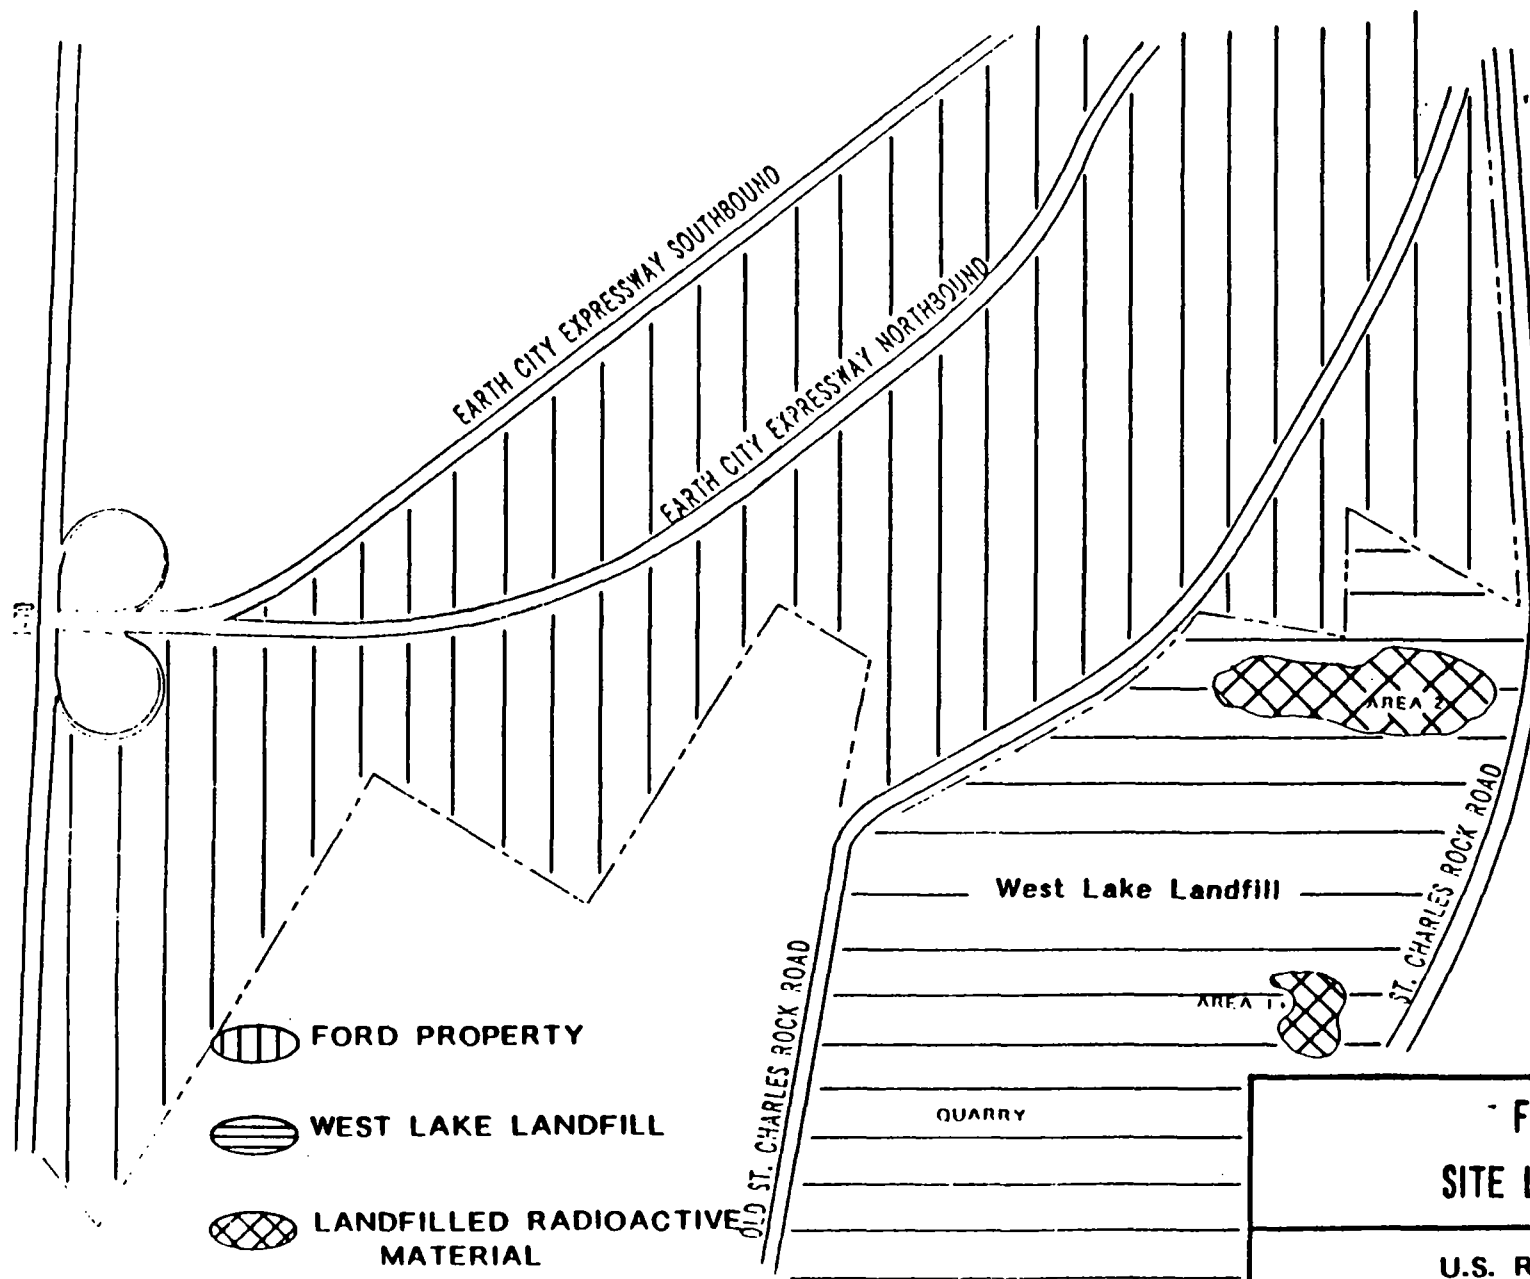 EARTH CITY EXPRESSWAY SOUTHBOUND
EARTH CITY EXPRESSWAY NORTHBOUND
AREA 2
ST. CHARLES ROCK ROAD
West Lake Landfill
AREA 1
OLD ST. CHARLES ROCK ROAD
FORD PROPERTY
QUARRY
WEST LAKE LANDFILL
LANDFILLED RADIOACTIVE
MATERIAL
F
SITE
U.S. R